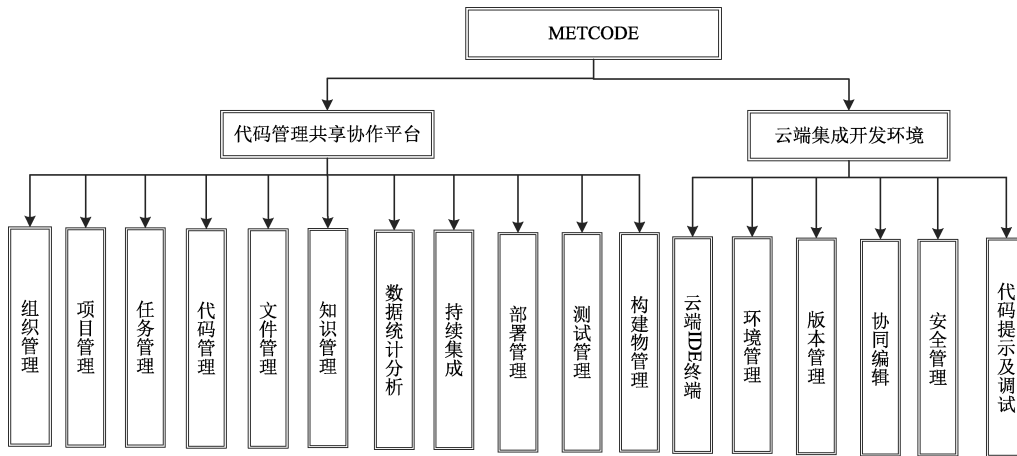 METCODE
代码管理共享协作平台
云端集成开发环境
组织管理
项目管理
任务管理
代码管理
文件管理
知识管理
数据统计分析
持续集成
部署管理
测试管理
构建物管理
云端IDE终端
环境管理
版本管理
协同编辑
安全管理
代码提示及调试